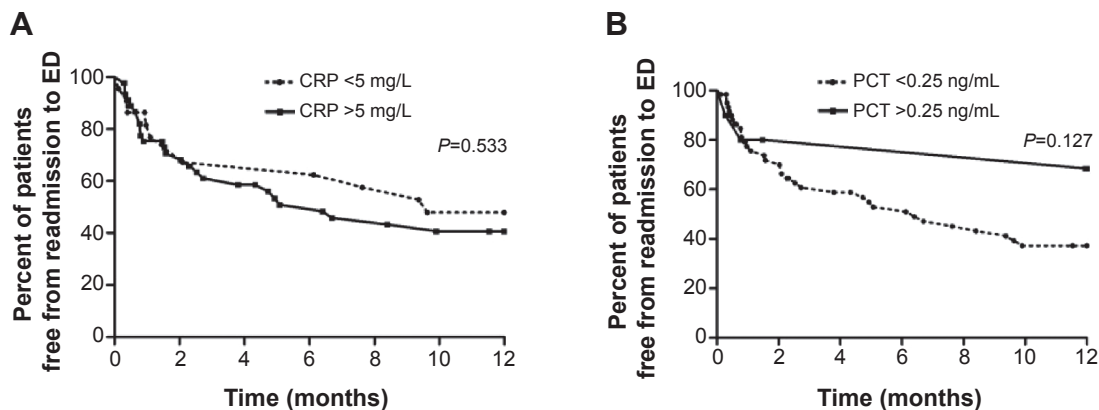 A
Percent of patients
free from readmission to ED
100
80
60
40
20
0
CRP <5 mg/L
CRP >5 mg/L
P=0.533
0 2 4 6 8 10 12
Time (months)
B
Percent of patients
free from readmission to ED
100
80
60
40
20
0
PCT <0.25 ng/mL
PCT >0.25 ng/mL
P=0.127
0 2 4 6 8 10 12
Time (months)